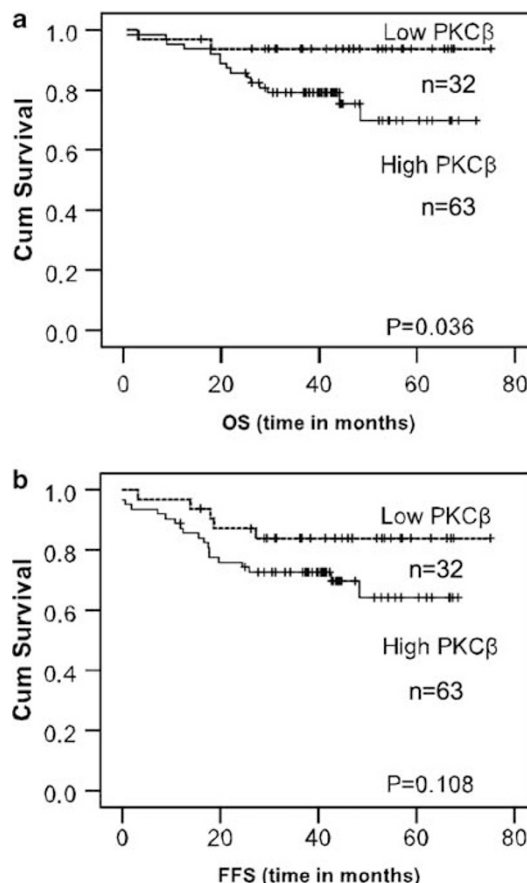 a
1.0
0.8
0.6
0.4
0.2
0.0
Cum Survival
Low PKCβ
n=32
High PKCβ
n=63
P=0.036
0 20 40 60 80
OS (time in months)
b
1.0
0.8
0.6
0.4
0.2
0.0
Cum Survival
Low PKCβ
n=32
High PKCβ
n=63
P=0.108
0 20 40 60 80
FFS (time in months)